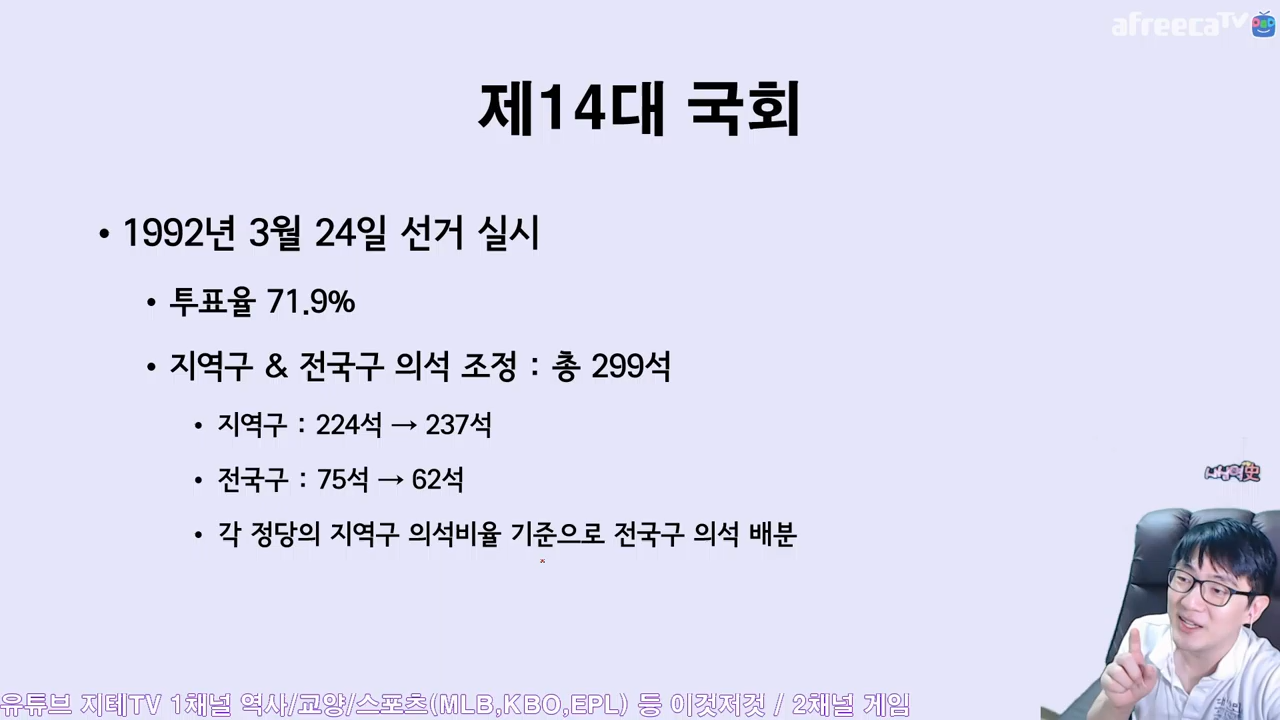 afreecaTV
제14대 국회
• 1992년 3월 24일 선거 실시
• 투표율 71.9%
• 지역구 & 전국구 의석 조정 : 총 299석
• 지역구 : 224석 → 237석
• 전국구 : 75석 → 62석
• 각 정당의 지역구 의석비율 기준으로 전국구 의석 배분
유튜브 지테TV 1채널 역사/교양/스포츠(MLB,KBO,EPL) 등 이것저것 / 2채널 게임